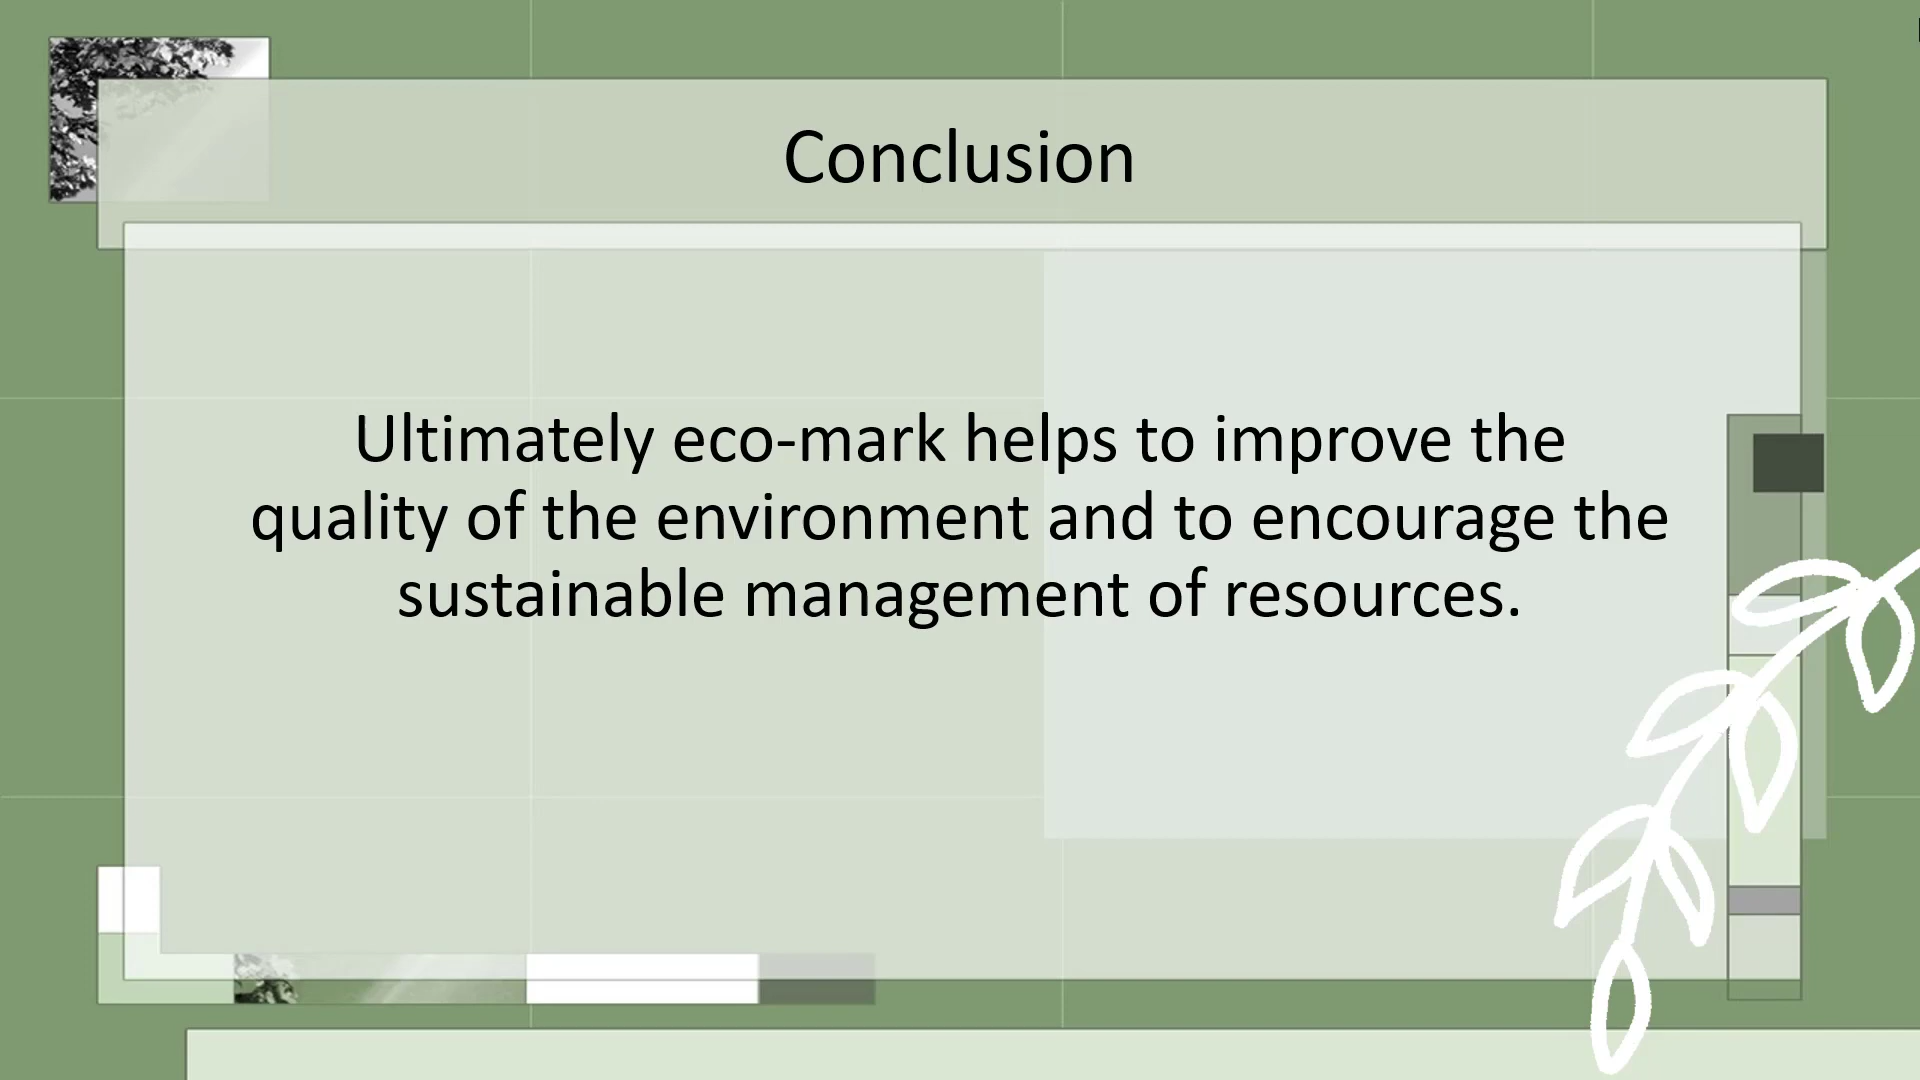 Conclusion
Ultimately eco-mark helps to improve the
quality of the environment and to encourage the
sustainable management of resources.